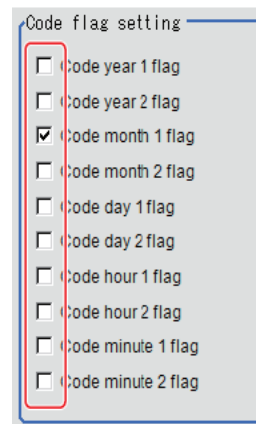 Code flag setting
Code year 1 flag
Code year 2 flag
Code month 1 flag
Code month 2 flag
Code day 1 flag
Code day 2 flag
Code hour 1 flag
Code hour 2 flag
Code minute 1 flag
Code minute 2 flag